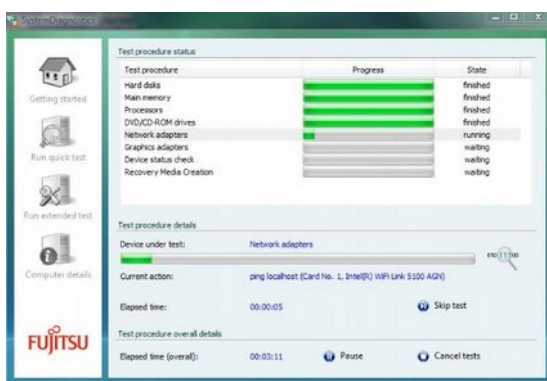 SystemDiagnostics
Getting started
Run quick test
Run extended test
Computer details
FUJITSU
Test procedure status
Test procedure Progress State
Hard disks finished
Main memory finished
Processors finished
DVD/CD-ROM drives finished
Network adapters running
Graphics adapters waiting
Device status check waiting
Recovery Media Creation waiting
Test procedure details
Device under test: Network adapters
Current action: ping localhost (Card No. 1, Intel(R) WiFi Link 5100 AGN)
Elapsed time: 00:00:05 Skip test
Test procedure overall details
Elapsed time (overall): 00:03:11 Pause Cancel tests